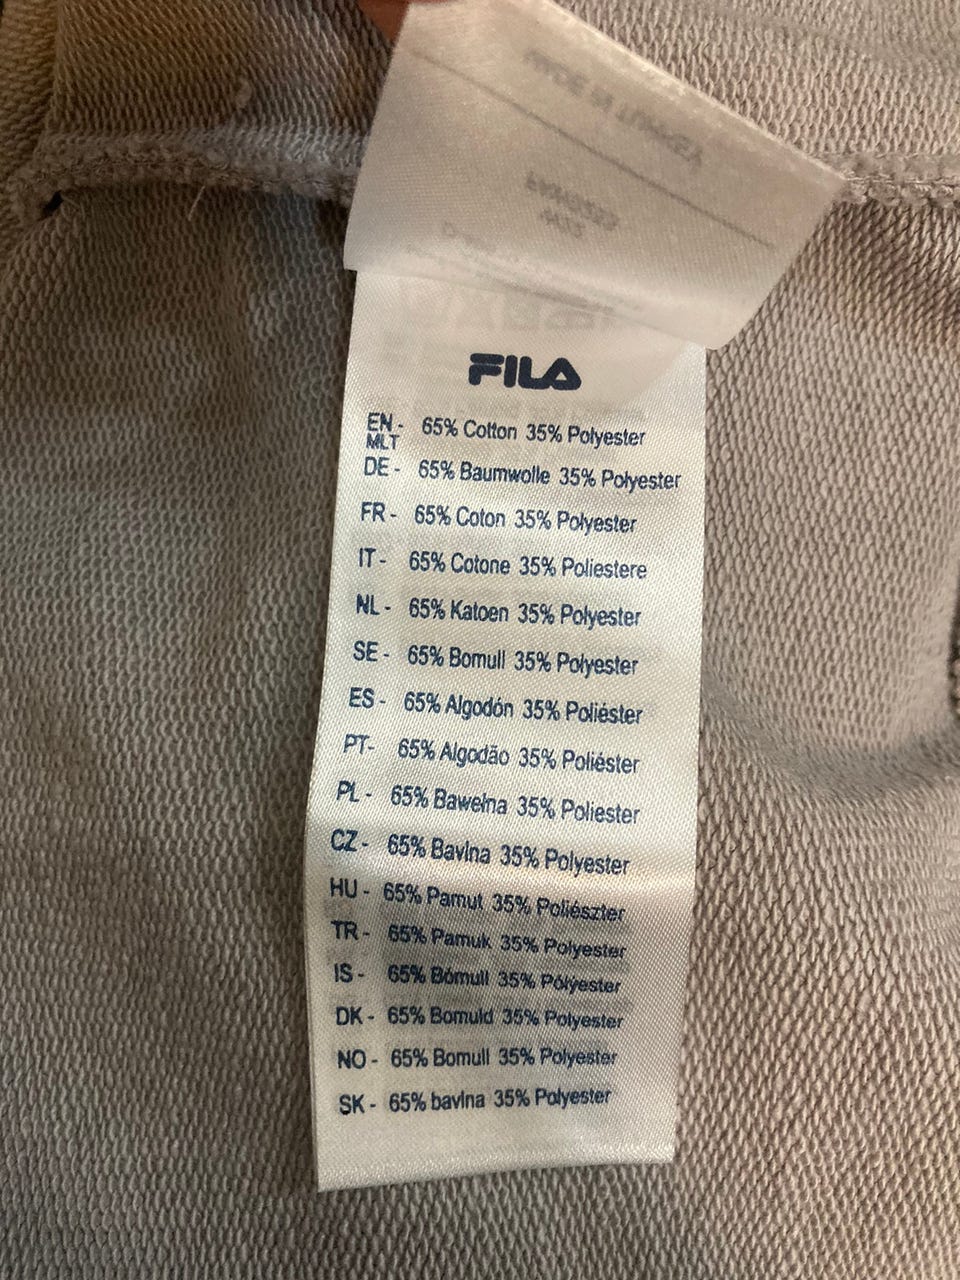 FILA
EN- 65% Cotton 35% Polyester
MLT
DE- 65% Baumwolle 35% Polyester
FR- 65% Coton 35% Polyester
IT- 65% Cotone 35% Poliestere
NL- 65% Katoen 35% Polyester
SE- 65% Bomull 35% Polyester
ES- 65% Algodón 35% Poliéster
PT- 65% Algodão 35% Poliéster
PL- 65% Bawełna 35% Poliester
CZ- 65% Bavlna 35% Polyester
HU- 65% Pamut 35% Poliészter
TR- 65% Pamuk 35% Polyester
IS- 65% Bómull 35% Pólýester
DK- 65% Bomuld 35% Polyester
NO- 65% Bomull 35% Polyester
SK- 65% bavlna 35% Polyester